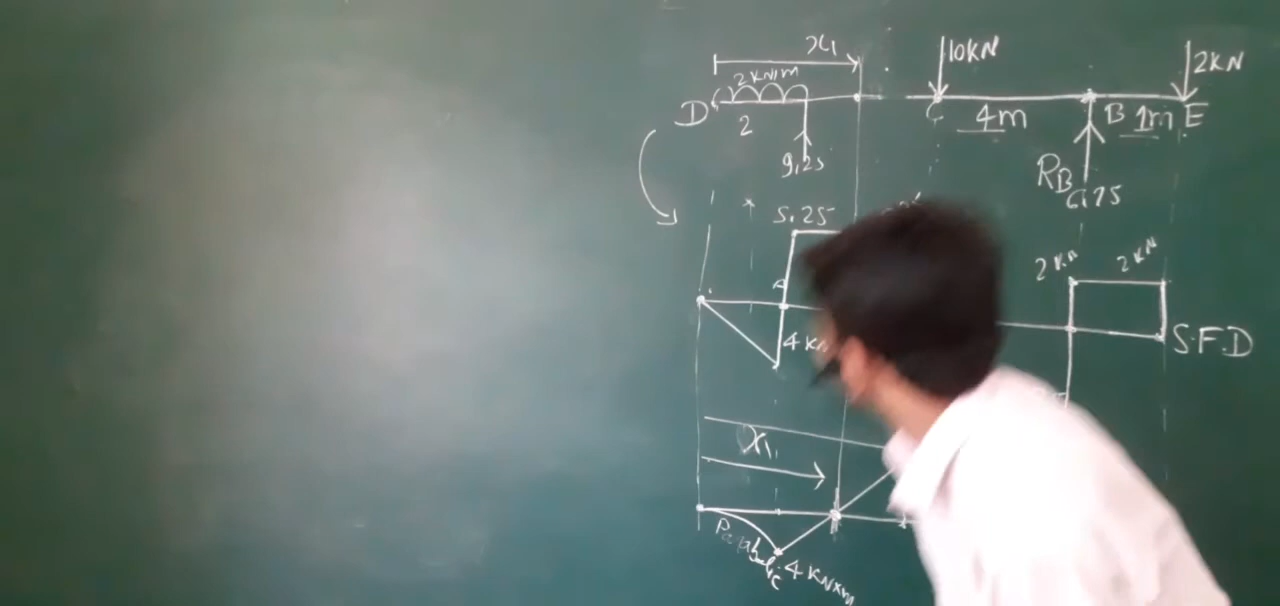 x1 10KN 2KN
2KN/m
D 2 C 4m B 1m E
9.25 RB
6.75
5.25
2KN 2KN
A
4KN S.F.D
x1
Parabolic 4KNxm